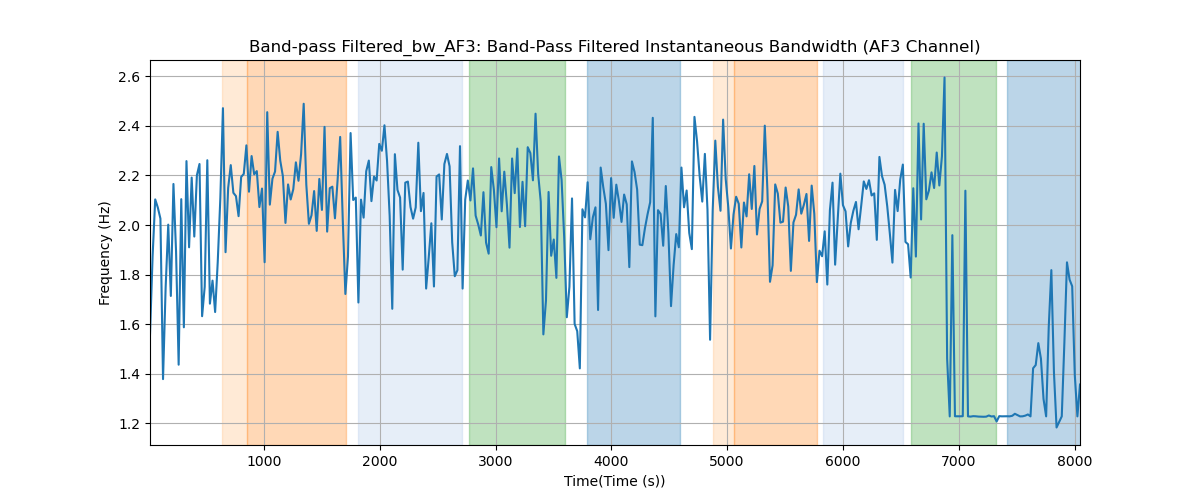 Band-pass Filtered_bw_AF3: Band-Pass Filtered Instantaneous Bandwidth (AF3 Channel)
Frequency (Hz)
2.6
2.4
2.2
2.0
1.8
1.6
1.4
1.2
1000 2000 3000 4000 5000 6000 7000 8000
Time(Time (s))